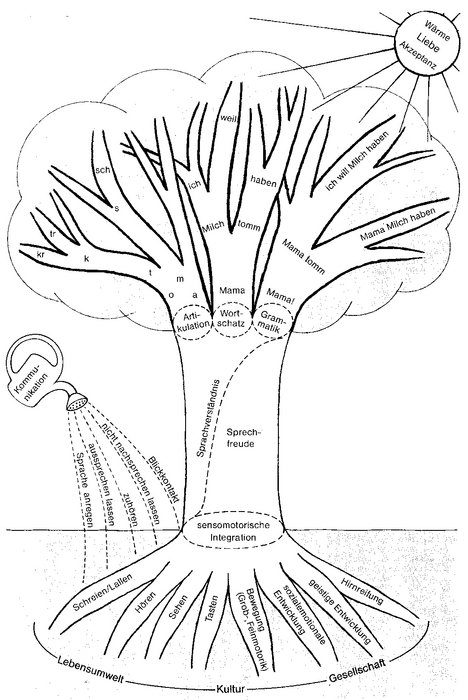 Wärme
Liebe
Akzeptanz
weil
sch
ich
haben
ich will Milch haben
s
Milch
tomm
Mama Milch haben
tr
kr
k
t
m
o
a
Mama
Mama!
Mama tomm
Arti-
kulation
Wort-
schatz
Gram-
matik
Kommu-
nikation
Sprachverständnis
Sprech-
freude
Sprache anregen
aussprechen lassen
zuhören
nicht nachsprechen lassen
Blickkontakt
sensomotorische
Integration
Schreien/Lallen
Hören
Sehen
Tasten
Bewegung
(Grob-, Feinmotorik)
sozialemotionale
Entwicklung
geistige Entwicklung
Hirnreifung
Lebensumwelt
Kultur
Gesellschaft